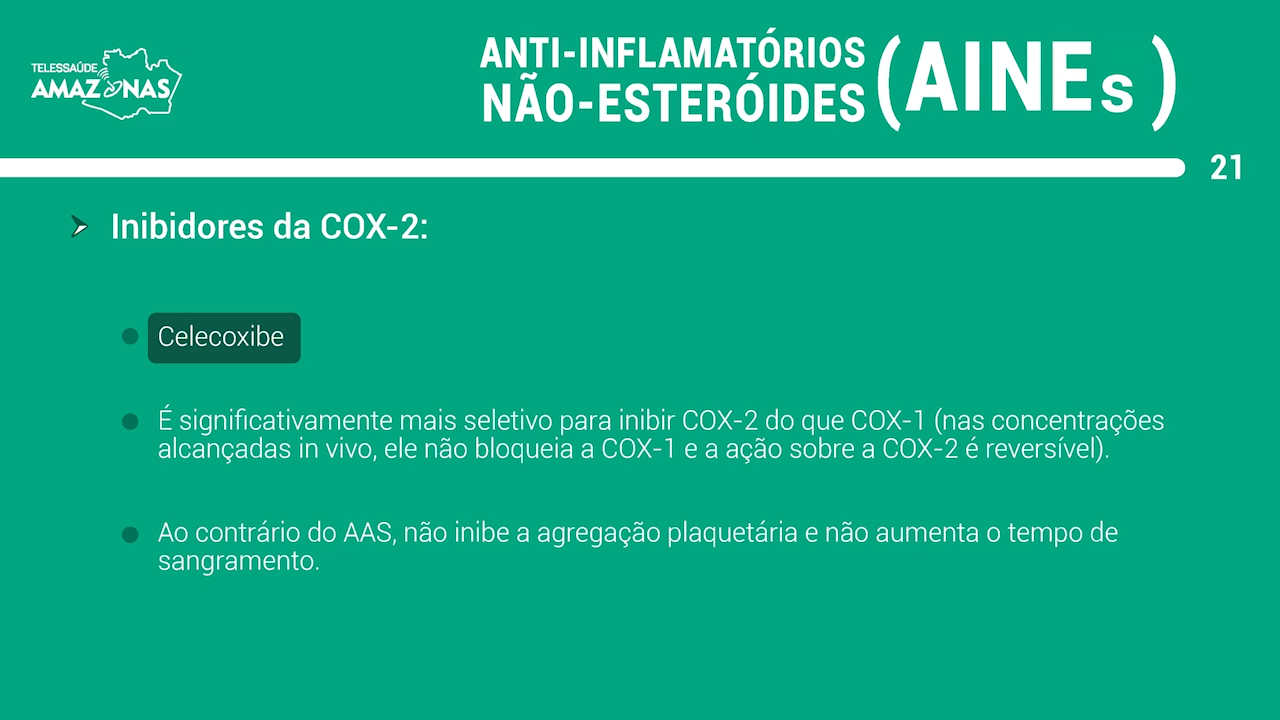 TELESSAÚDE
AMAZONAS
ANTI-INFLAMATÓRIOS
NÃO-ESTERÓIDES
(AINEs)
21
Inibidores da COX-2:
Celecoxibe
É significativamente mais seletivo para inibir COX-2 do que COX-1 (nas concentrações
alcançadas in vivo, ele não bloqueia a COX-1 e a ação sobre a COX-2 é reversível).
Ao contrário do AAS, não inibe a agregação plaquetária e não aumenta o tempo de
sangramento.